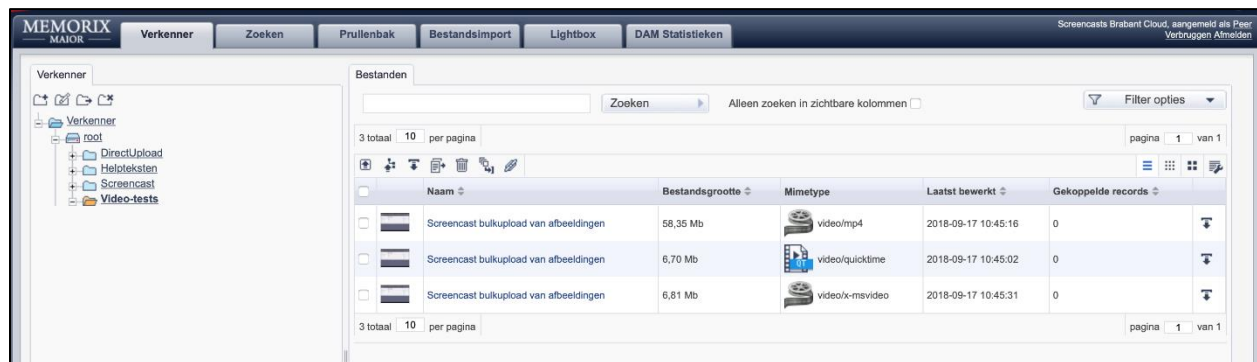 MEMORIX
MAIOR
Verkenner
Zoeken
Prullenbak
Bestandsimport
Lightbox
DAM Statistieken
Screencasts Brabant Cloud, aangemeld als Peer
Verbruggen Afmelden
Verkenner
Verkenner
root
DirectUpload
Helpteksten
Screencast
Video-tests
Bestanden
Zoeken
Alleen zoeken in zichtbare kolommen
Filter opties
3 totaal 10 per pagina
pagina 1 van 1
Naam Bestandsgrootte Mimetype Laatst bewerkt Gekoppelde records
Screencast bulkupload van afbeeldingen 58,35 Mb video/mp4 2018-09-17 10:45:16 0
Screencast bulkupload van afbeeldingen 6,70 Mb QT video/quicktime 2018-09-17 10:45:02 0
Screencast bulkupload van afbeeldingen 6,81 Mb video/x-msvideo 2018-09-17 10:45:31 0
3 totaal 10 per pagina
pagina 1 van 1